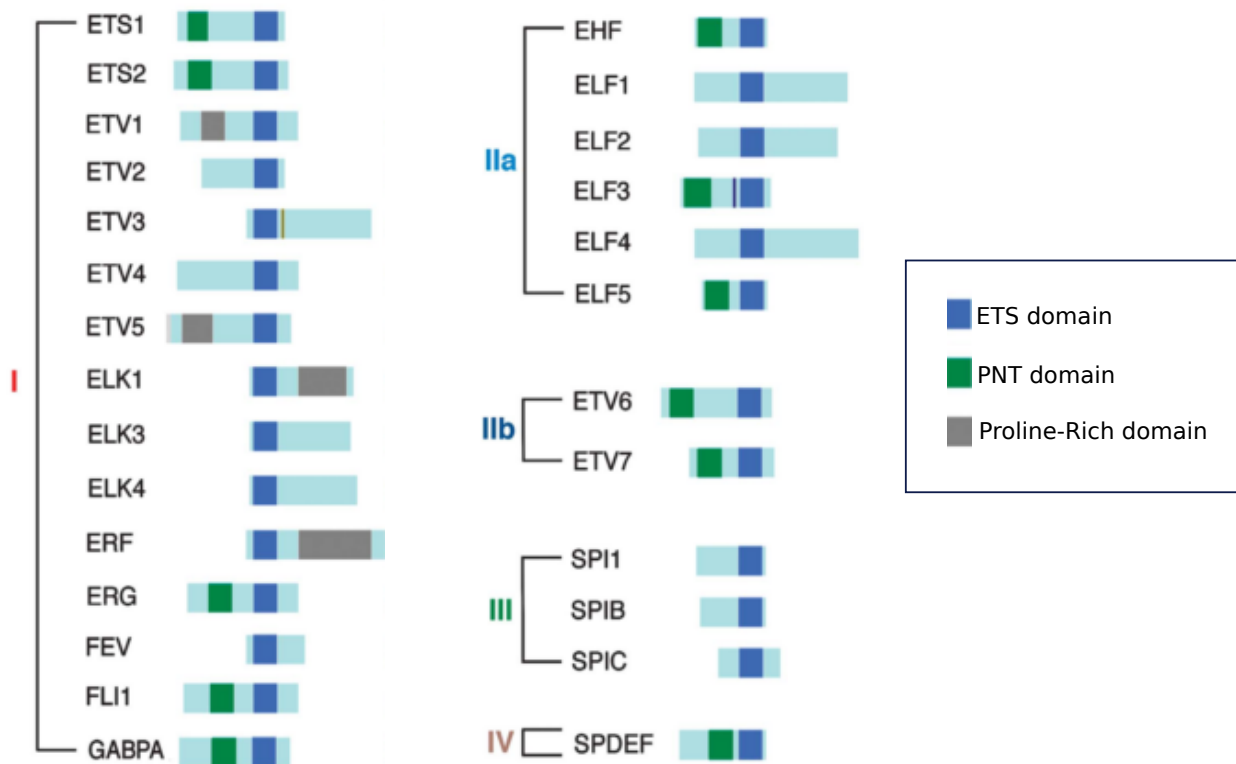 I
ETS1
ETS2
ETV1
ETV2
ETV3
ETV4
ETV5
ELK1
ELK3
ELK4
ERF
ERG
FEV
FLI1
GABPA
IIa
EHF
ELF1
ELF2
ELF3
ELF4
ELF5
IIb
ETV6
ETV7
III
SPI1
SPIB
SPIC
IV
SPDEF
ETS domain
PNT domain
Proline-Rich domain